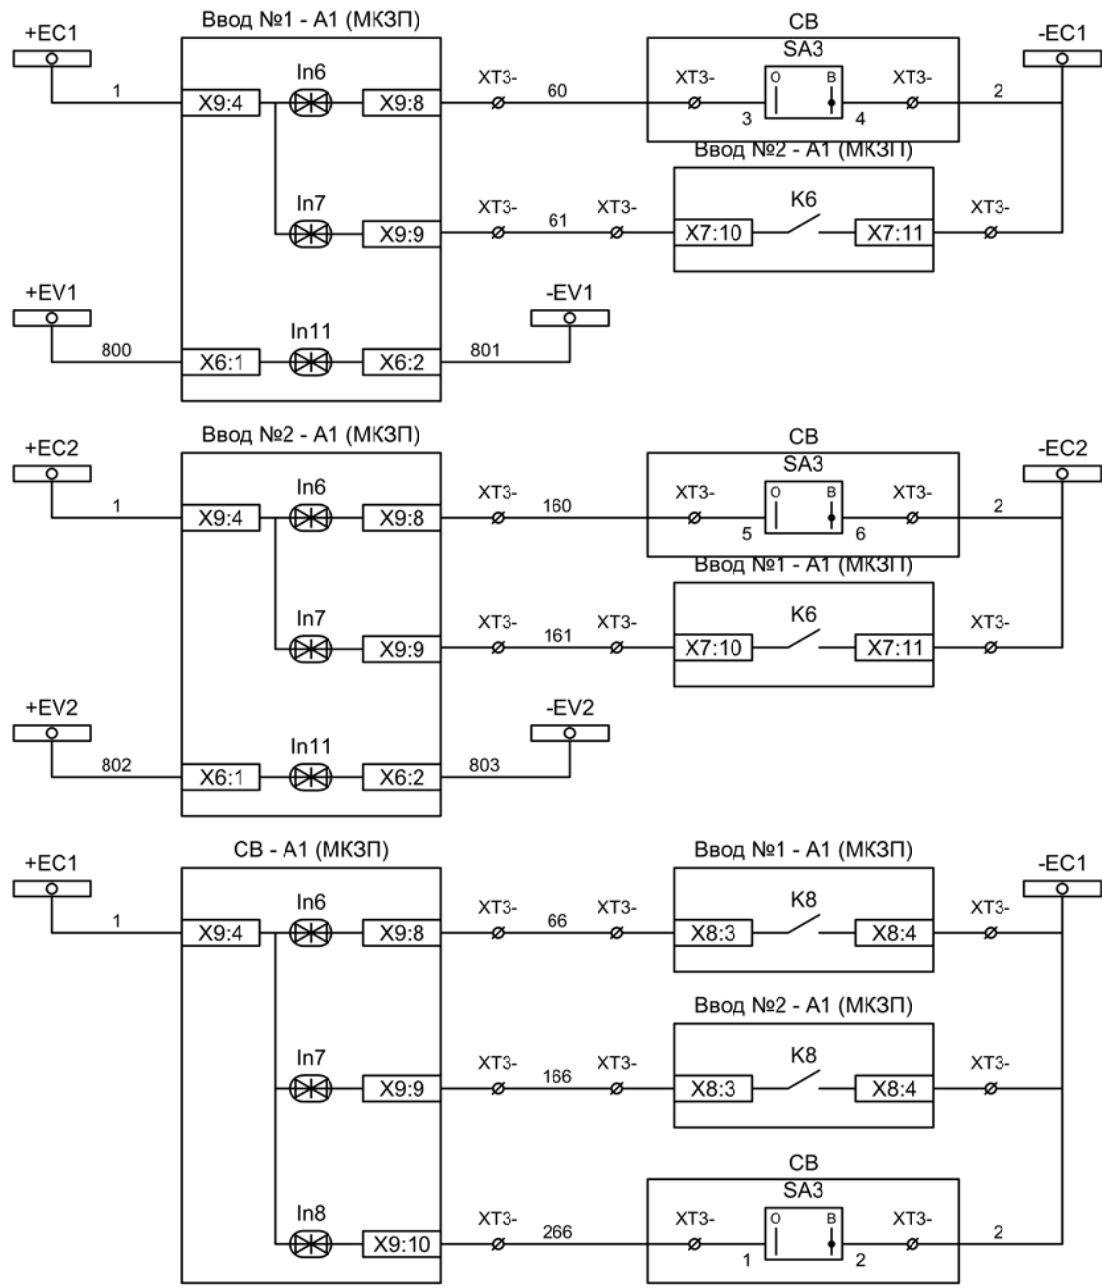 Ввод №1 - А1 (МКЗП)
СВ
+EC1
-EC1
SA3
In6
XT3-
XT3-
О
В
XT3-
1
X9:4
X9:8
60
3
4
2
Ввод №2 - А1 (МКЗП)
In7
XT3-
XT3-
K6
XT3-
X9:9
61
X7:10
X7:11
+EV1
-EV1
In11
800
X6:1
X6:2
801
Ввод №2 - А1 (МКЗП)
СВ
+EC2
-EC2
SA3
In6
XT3-
XT3-
О
В
XT3-
1
X9:4
X9:8
160
5
6
2
Ввод №1 - А1 (МКЗП)
In7
XT3-
XT3-
K6
XT3-
X9:9
161
X7:10
X7:11
+EV2
-EV2
In11
802
X6:1
X6:2
803
СВ - А1 (МКЗП)
Ввод №1 - А1 (МКЗП)
+EC1
-EC1
In6
XT3-
XT3-
K8
XT3-
1
X9:4
X9:8
66
X8:3
X8:4
Ввод №2 - А1 (МКЗП)
In7
XT3-
XT3-
K8
XT3-
X9:9
166
X8:3
X8:4
СВ
SA3
In8
XT3-
XT3-
О
В
XT3-
X9:10
266
1
2
2